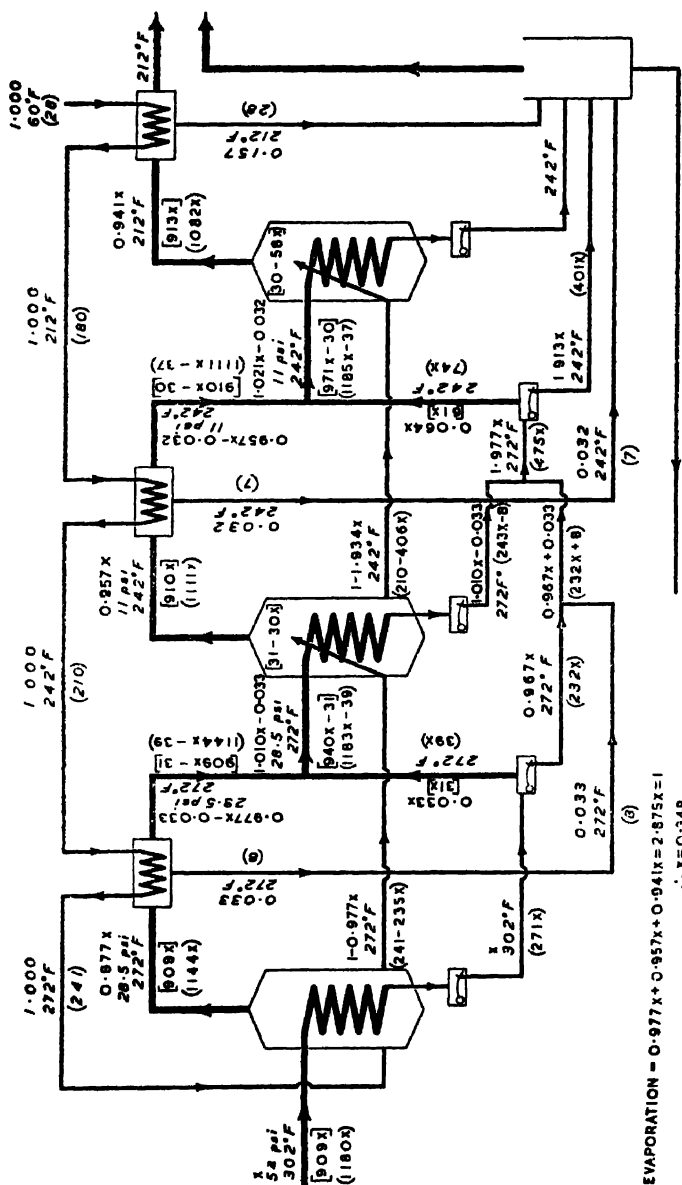 1.000
60°F
(28)
212°F
0.941x
212°F
[913x]
(1082x)
0.157
212°F
(28)
1.000
212°F
(180)
[30-58x]
242°F
1.021x-0.032
11 psi
242°F
[971x-30]
(1185x-37)
0.957x-0.032
11 psi
242°F
[910x-30]
(1111x-37)
0.064x
[91x]
242°F
(74x)
1.913x
242°F
(401x)
1.977x
272°F
(475x)
0.032
242°F
(7)
0.032
242°F
(7)
0.957x
11 psi
242°F
[910x]
(1111x)
1.000
242°F
(210)
[31-30x]
1-1.934x
242°F
(210-406x)
1.010x-0.033
272F° (243x-8)
0.967x+0.033
(232x+8)
1.010x-0.033
28.5 psi
272°F
[940x-31]
(1183x-39)
0.977x-0.033
28.5 psi
272°F
[909x-31]
(1144x-39)
0.033x
[31x]
272°F
(39x)
0.967x
272°F
(232x)
0.033
272°F
(8)
0.033
272°F
(8)
1.000
272°F
(241)
0.977x
28.5 psi
272°F
[909x]
(1144x)
1-0.977x
272°F
(241-235x)
x
302°F
(271x)
x
52 psi
302°F
[909x]
(1180x)
EVAPORATION = 0.977x + 0.957x + 0.941x = 2.875x = 1
∴ x = 0.348